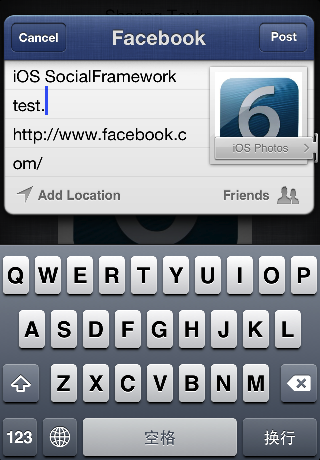 Cancel Facebook Post
iOS SocialFramework
test.
http://www.facebook.c
om/
6
iOS Photos
Add Location Friends
Q W E R T Y U I O P
A S D F G H J K L
Z X C V B N M
123 空格 换行